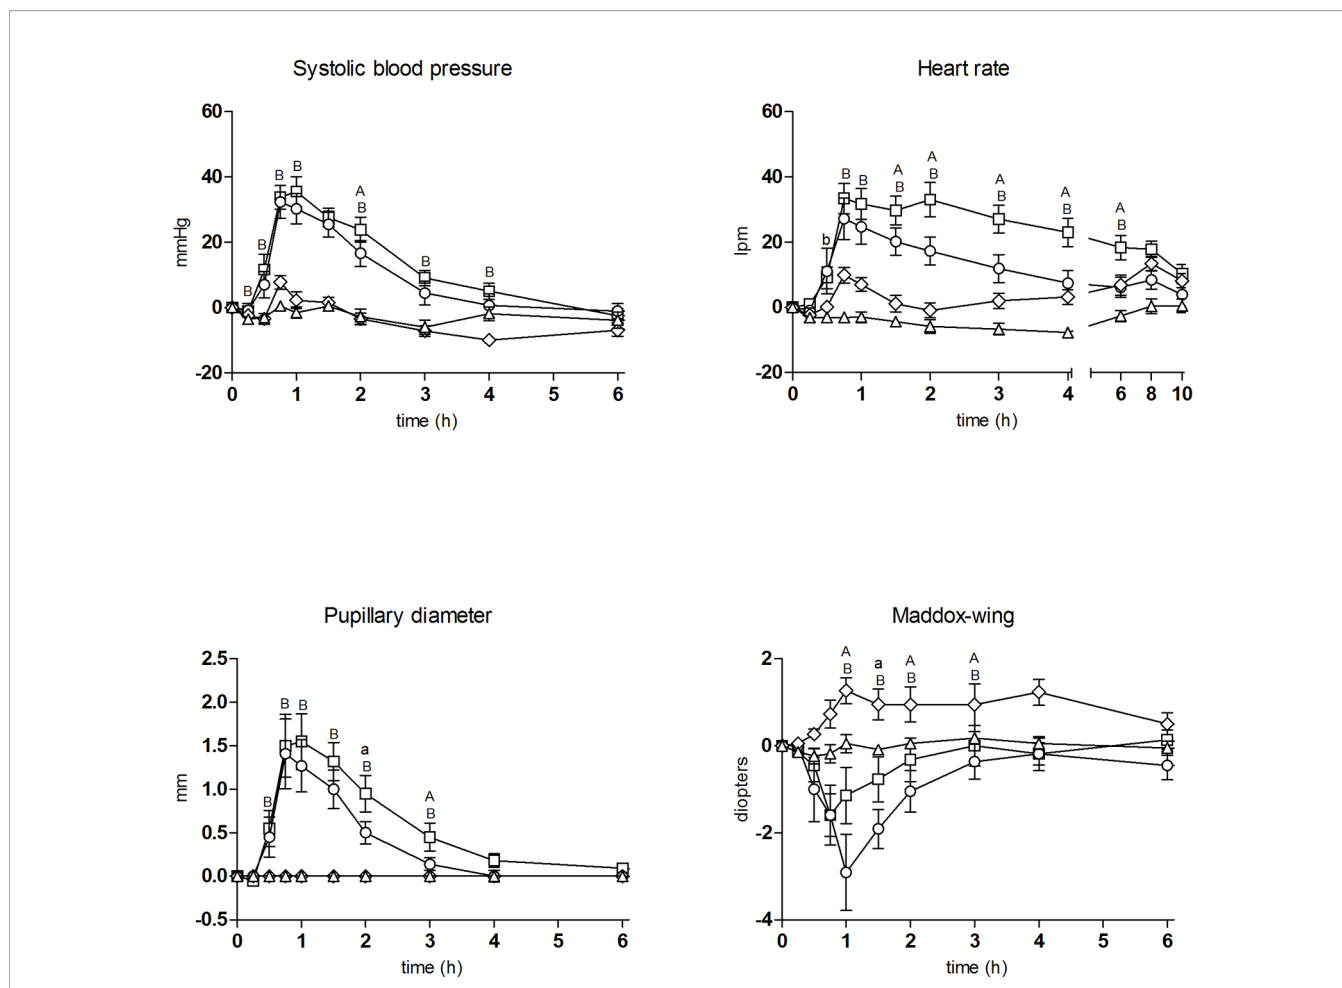 Systolic blood pressure
60
40
20
0
-20
mmHg
B
B
B
B
A
B
B
B
0 1 2 3 4 6
time (h)
Heart rate
60
40
20
0
-20
lpm
b
B
B
A
B
A
B
A
B
A
B
A
B
0 1 2 3 4 6 8 10
time (h)
Pupillary diameter
2.5
2.0
1.5
1.0
0.5
0.0
-0.5
mm
B
B
B
B
a
B
A
B
0 1 2 3 4 6
time (h)
Maddox-wing
2
0
-2
-4
diopters
A
B
a
B
A
B
A
B
0 1 2 3 4 6
time (h)